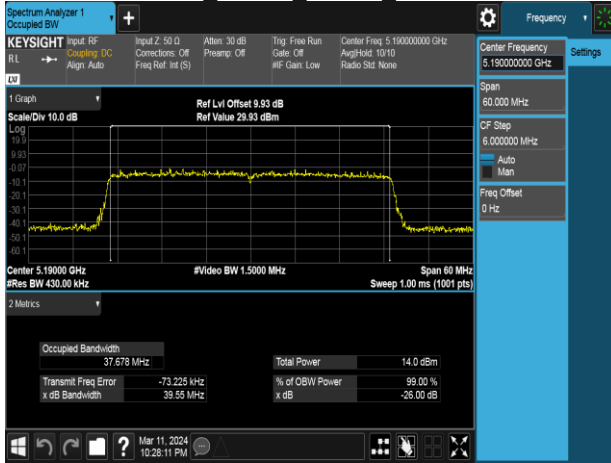 Spectrum Analyzer 1
Occupied BW
+
Frequency
KEYSIGHT
RL
Input: RF
Coupling: DC
Align: Auto
Input Z: 50 Ω
Corrections: Off
Freq Ref: Int (S)
Atten: 30 dB
Preamp: Off
Trig: Free Run
Gate: Off
#IF Gain: Low
Center Freq: 5.190000000 GHz
Avg|Hold: 10/10
Radio Std: None
LXI
1 Graph
Scale/Div 10.0 dB
Ref Lvl Offset 9.93 dB
Ref Value 29.93 dBm
Log
19.9
9.93
-0.07
-10.1
-20.1
-30.1
-40.1
-50.1
-60.1
Center 5.19000 GHz
#Res BW 430.00 kHz
#Video BW 1.5000 MHz
Span 60 MHz
Sweep 1.00 ms (1001 pts)
2 Metrics
Occupied Bandwidth
37.678 MHz
Total Power
14.0 dBm
Transmit Freq Error
-73.225 kHz
% of OBW Power
99.00 %
x dB Bandwidth
39.55 MHz
x dB
-26.00 dB
?
Mar 11, 2024
10:28:11 PM
Center Frequency
5.190000000 GHz
Settings
Span
60.000 MHz
CF Step
6.000000 MHz
Auto
Man
Freq Offset
0 Hz